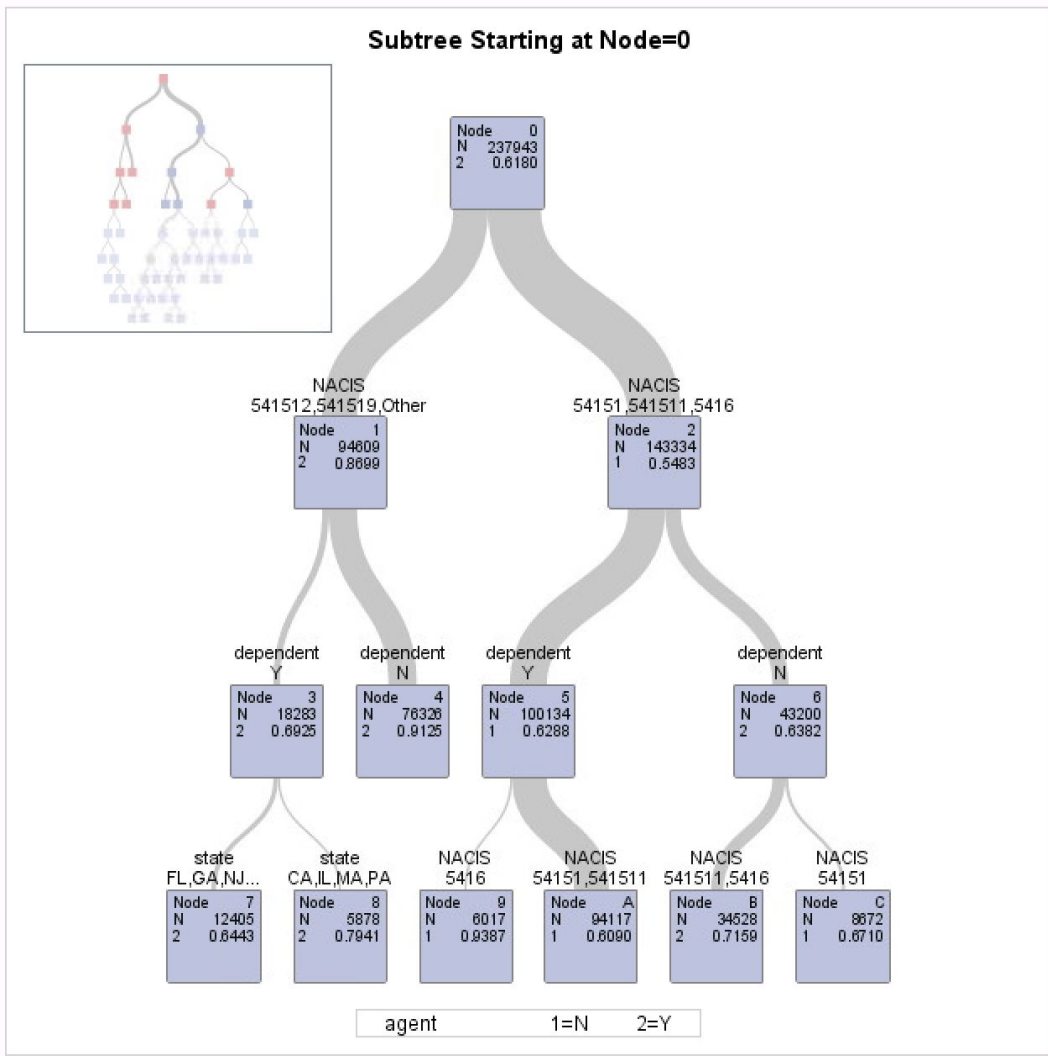 Subtree Starting at Node=0
Node 0
N 237943
2 0.6180
NACIS
541512,541519,Other
Node 1
N 94609
2 0.8699
NACIS
54151,541511,5416
Node 2
N 143334
1 0.5483
dependent
Y
Node 3
N 18283
2 0.6925
dependent
N
Node 4
N 76326
2 0.9125
dependent
Y
Node 5
N 100134
1 0.6288
dependent
N
Node 6
N 43200
2 0.6382
state
FL,GA,NJ...
Node 7
N 12405
2 0.6443
state
CA,IL,MA,PA
Node 8
N 5878
2 0.7941
NACIS
5416
Node 9
N 6017
1 0.9387
NACIS
54151,541511
Node A
N 94117
1 0.6090
NACIS
541511,5416
Node B
N 34528
2 0.7159
NACIS
54151
Node C
N 8672
1 0.6710
agent 1=N 2=Y